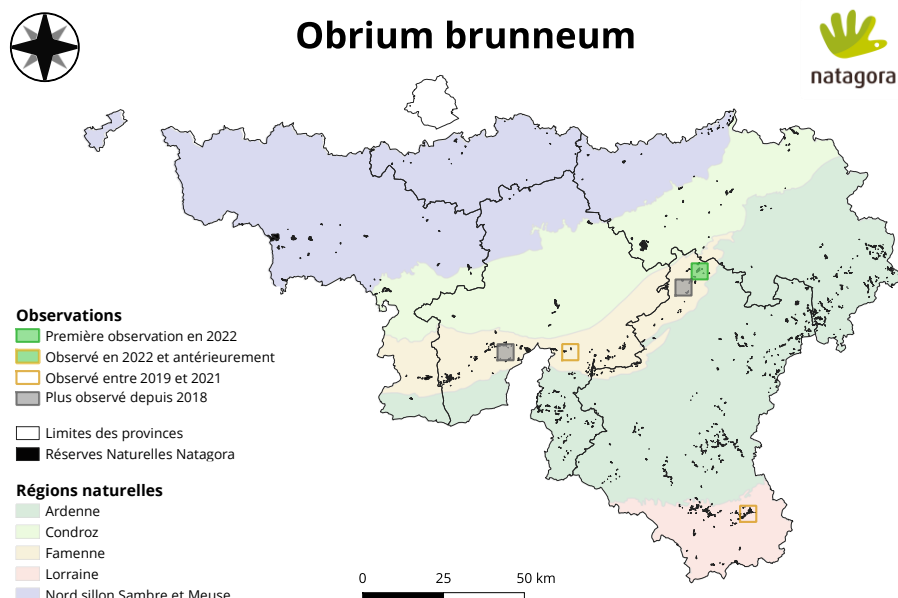 Obrium brunneum
natagora
Observations
Première observation en 2022
Observé en 2022 et antérieurement
Observé entre 2019 et 2021
Plus observé depuis 2018
Limites des provinces
Réserves Naturelles Natagora
Régions naturelles
Ardenne
Condroz
Famenne
Lorraine
Nord sillon Sambre et Meuse
0 25 50 km